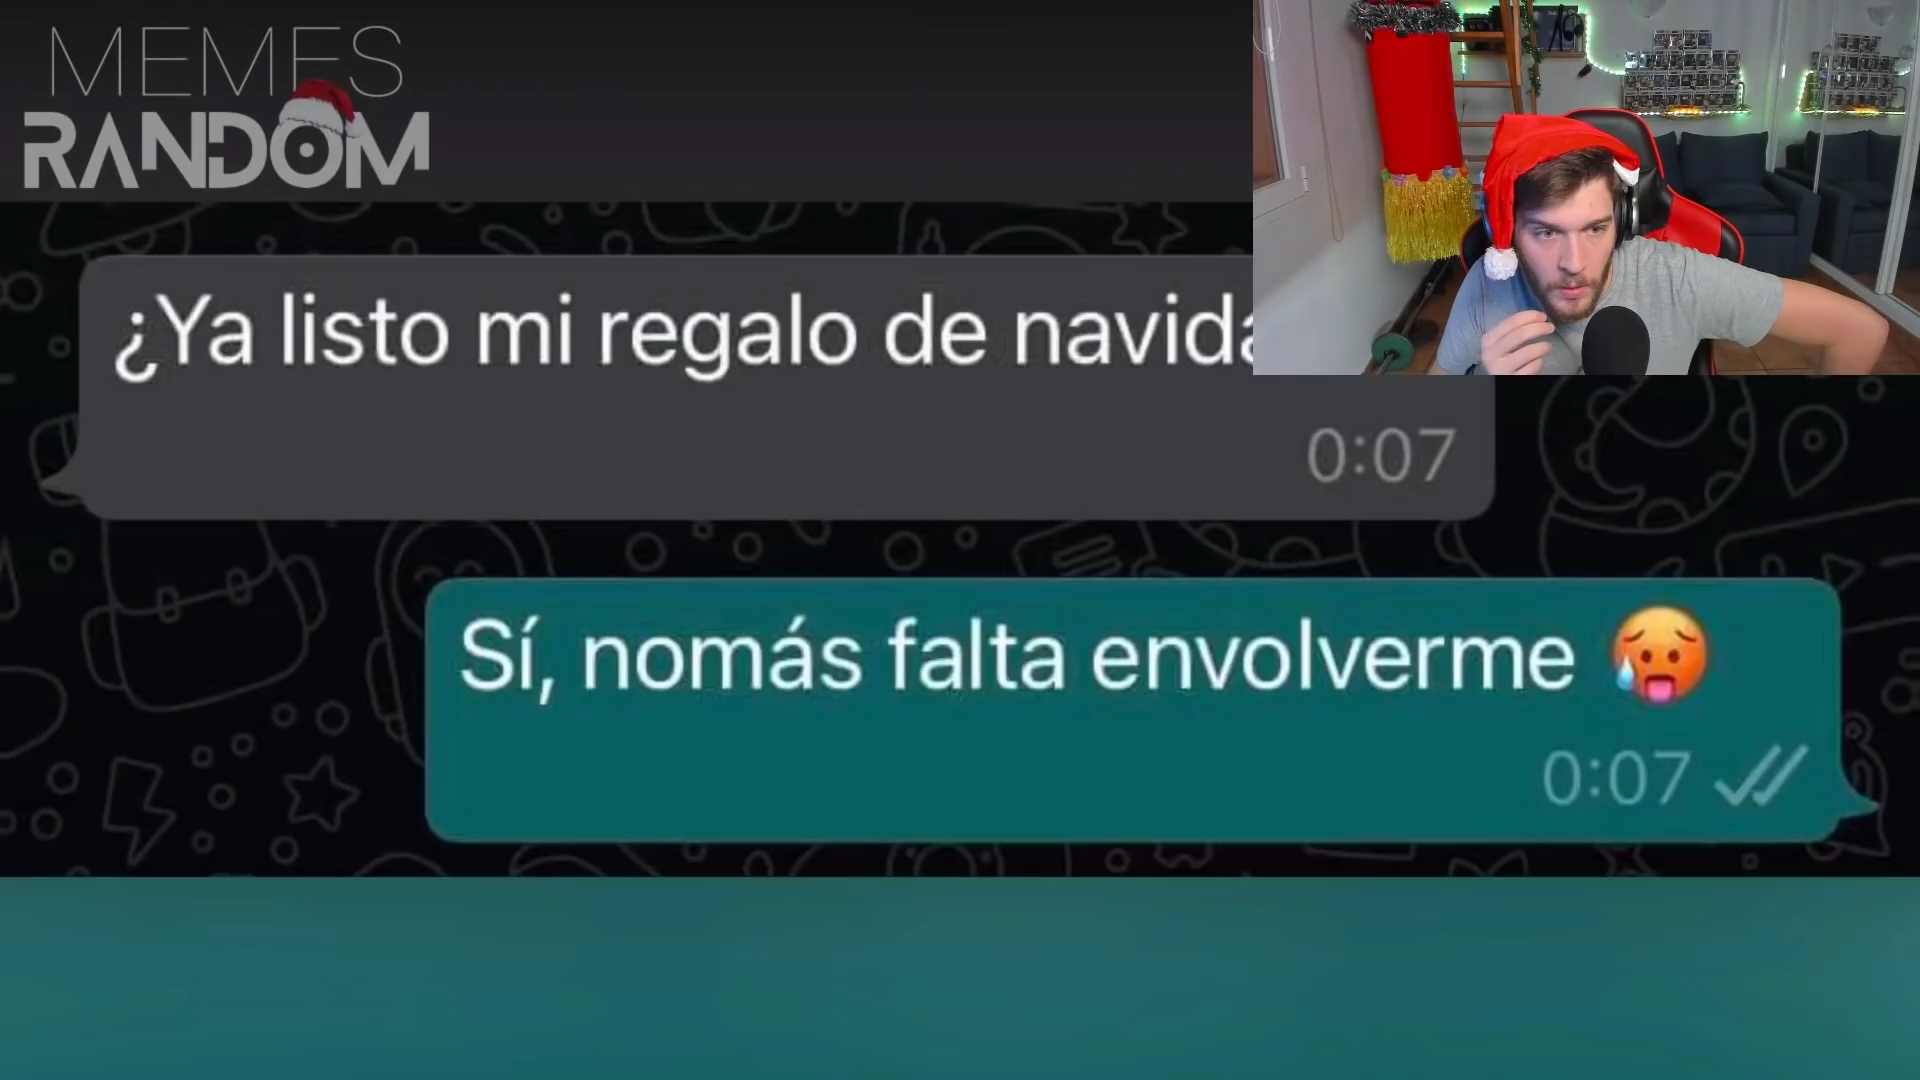 MEMES
RANDOM
¿Ya listo mi regalo de navida
0:07
Sí, nomás falta envolverme 🥵
0:07